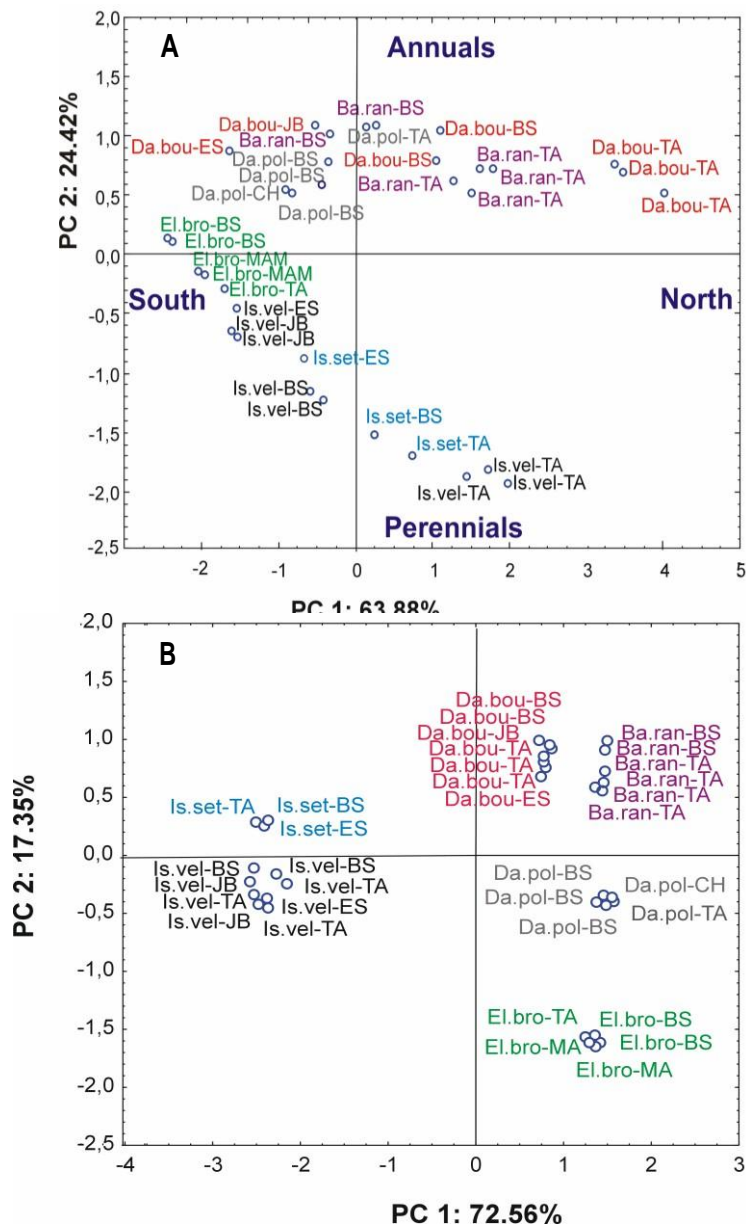 A
Annuals
2,0
1,5
1,0
0,5
0,0
-0,5
-1,0
-1,5
-2,0
-2,5
PC 2: 24.42%
Ba.ran-BS
Da.bou-JB
Da.bou-BS
Ba.ran-BS
Da.pol-TA
Da.bou-ES
Da.pol-BS
Da.bou-BS
Ba.ran-TA
Da.bou-TA
Da.pol-BS
Ba.ran-TA
Ba.ran-TA
Da.bou-TA
Da.pol-CH
Ba.ran-TA
Da.bou-TA
Da.pol-BS
El.bro-BS
El.bro-BS
El.bro-MAM
El.bro-MAM
El.bro-TA
South
North
Is.vel-ES
Is.vel-JB
Is.vel-JB
Is.set-ES
Is.vel-BS
Is.vel-BS
Is.set-BS
Is.set-TA
Is.vel-TA
Is.vel-TA
Is.vel-TA
Perennials
-2 -1 0 1 2 3 4 5
PC 1: 63.88%
B
2,0
1,5
1,0
0,5
0,0
-0,5
-1,0
-1,5
-2,0
-2,5
PC 2: 17.35%
Da.bou-BS
Da.bou-BS
Da.bou-JB
Da.bou-TA
Da.bou-TA
Da.bou-TA
Da.bou-ES
Ba.ran-BS
Ba.ran-BS
Ba.ran-TA
Ba.ran-TA
Ba.ran-TA
Ba.ran-TA
Is.set-TA
Is.set-BS
Is.set-ES
Is.vel-BS
Is.vel-JB
Is.vel-TA
Is.vel-JB
Is.vel-BS
Is.vel-TA
Is.vel-ES
Is.vel-TA
Da.pol-BS
Da.pol-BS
Da.pol-BS
Da.pol-CH
Da.pol-TA
El.bro-TA
El.bro-MA
El.bro-BS
El.bro-BS
El.bro-MA
-4 -3 -2 -1 0 1 2 3
PC 1: 72.56%